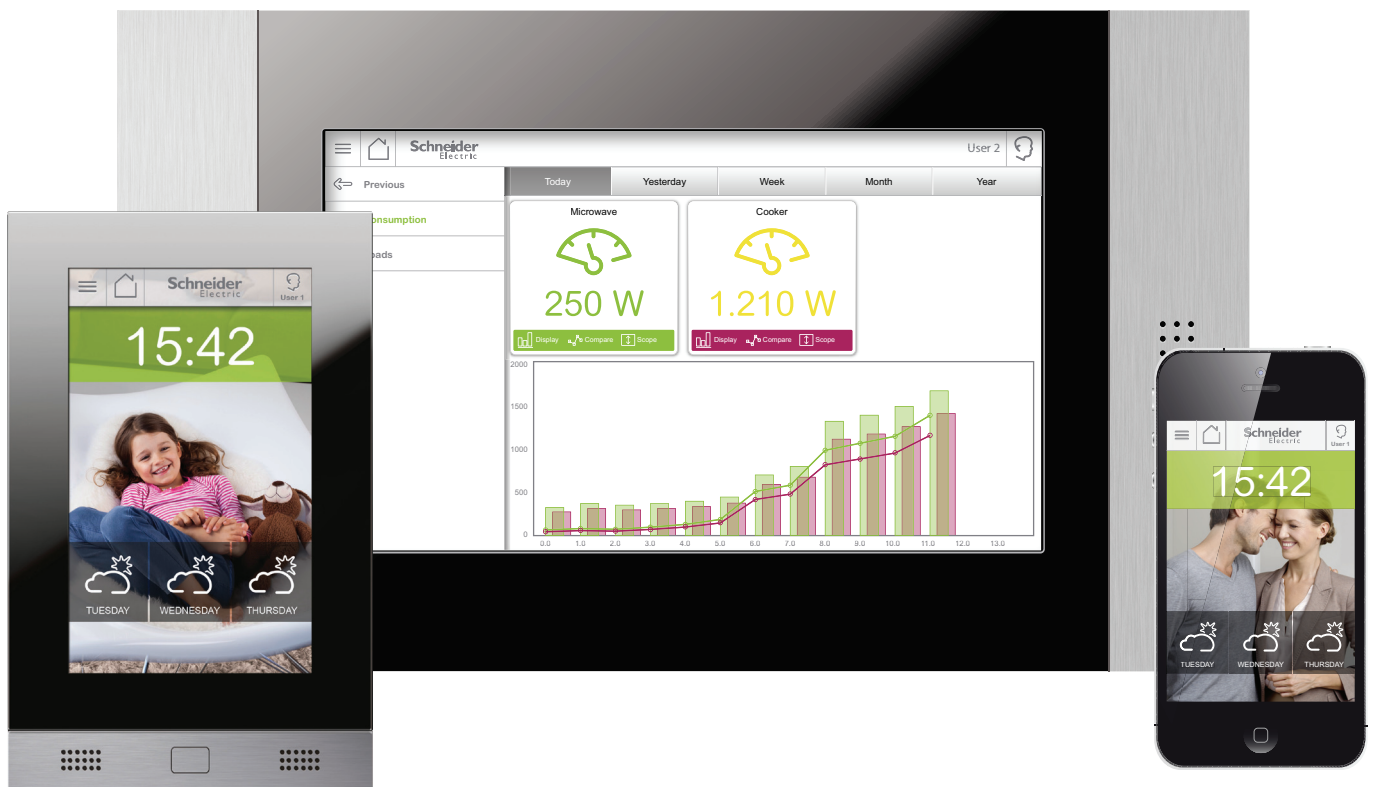 Schneider
Electric
User 2
Previous
Today
Yesterday
Week
Month
Year
onsumption
oads
Microwave
250 W
Display
Compare
Scope
Cooker
1.210 W
Display
Compare
Scope
2000
1500
1000
500
0
0.0 1.0 2.0 3.0 4.0 5.0 6.0 7.0 8.0 9.0 10.0 11.0 12.0 13.0
Schneider
Electric
User 1
15:42
TUESDAY
WEDNESDAY
THURSDAY
Schneider
Electric
User 1
15:42
TUESDAY
WEDNESDAY
THURSDAY